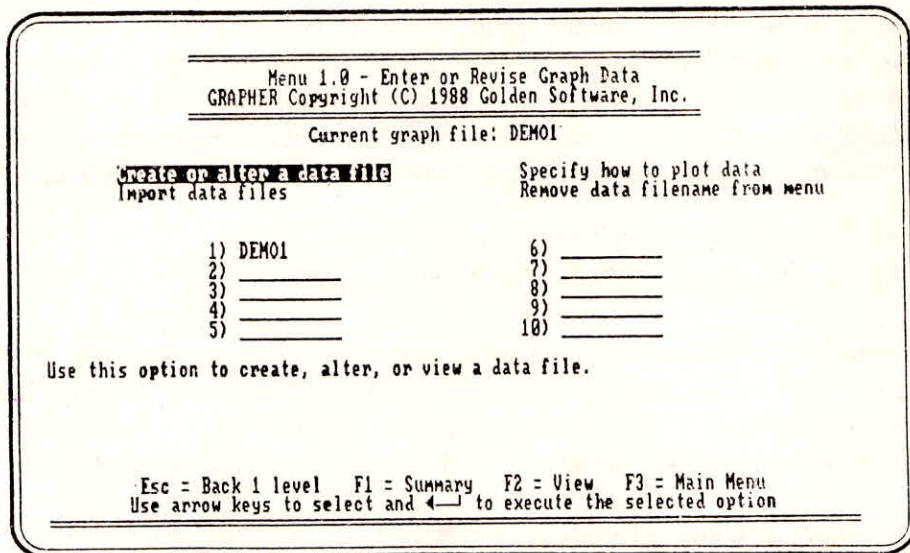 Menu 1.0 - Enter or Revise Graph Data
GRAPHER Copyright (C) 1988 Golden Software, Inc.
Current graph file: DEMO1
Create or alter a data file
Import data files
Specify how to plot data
Remove data filename from menu
1) DEMO1
2)
3)
4)
5)
6)
7)
8)
9)
10)
Use this option to create, alter, or view a data file.
Esc = Back 1 level F1 = Summary F2 = View F3 = Main Menu
Use arrow keys to select and ◄─┘ to execute the selected option